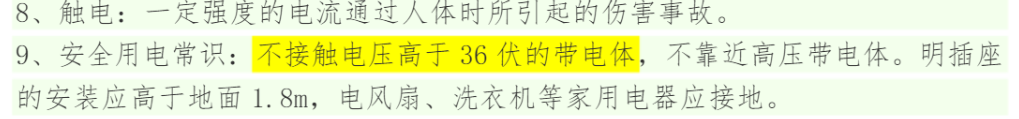 8、触电：一定强度的电流通过人体时所引起的伤害事故。
9、安全用电常识：不接触电压高于 36 伏的带电体，不靠近高压带电体。明插座
的安装应高于地面 1.8m，电风扇、洗衣机等家用电器应接地。